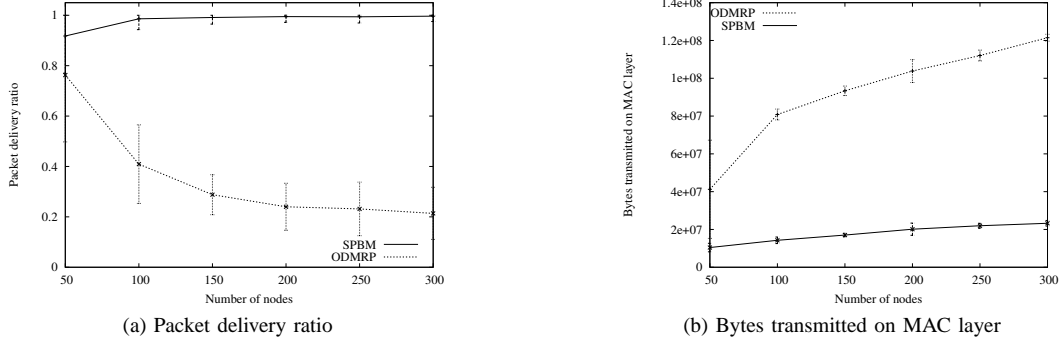 1
0.8
0.6
0.4
0.2
0
Packet delivery ratio
SPBM
ODMRP
50 100 150 200 250 300
Number of nodes
(a) Packet delivery ratio
1.4e+08
1.2e+08
1e+08
8e+07
6e+07
4e+07
2e+07
0
Bytes transmitted on MAC layer
ODMRP
SPBM
50 100 150 200 250 300
Number of nodes
(b) Bytes transmitted on MAC layer